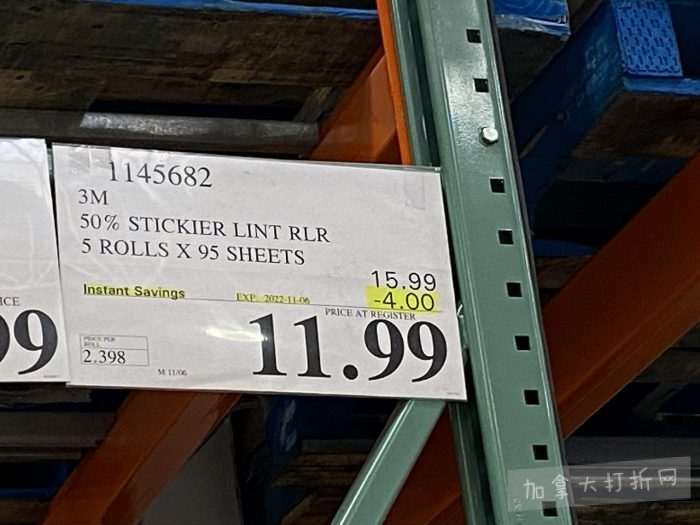 1145682
3M
50% STICKIER LINT RLR
5 ROLLS X 95 SHEETS
15.99
Instant Savings EXP. 2022-11-06 -4.00
PRICE AT REGISTER
11.99
PRICE PER
ROLL
2.398
M 11/06
ICE
99
加拿大打折网